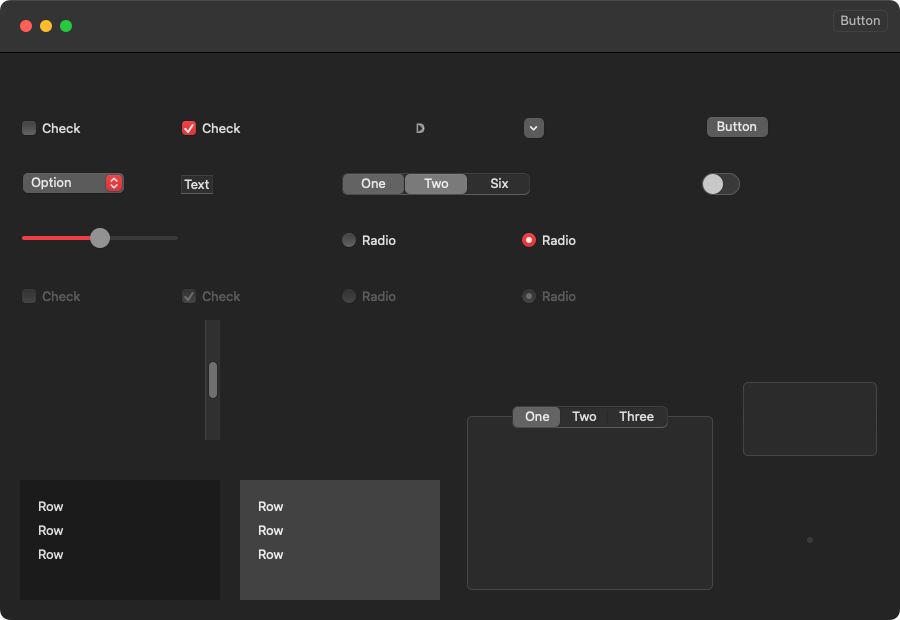 Button
Check
Check
D
Button
Option
Text
One
Two
Six
Radio
Radio
Check
Check
Radio
Radio
One
Two
Three
Row
Row
Row
Row
Row
Row